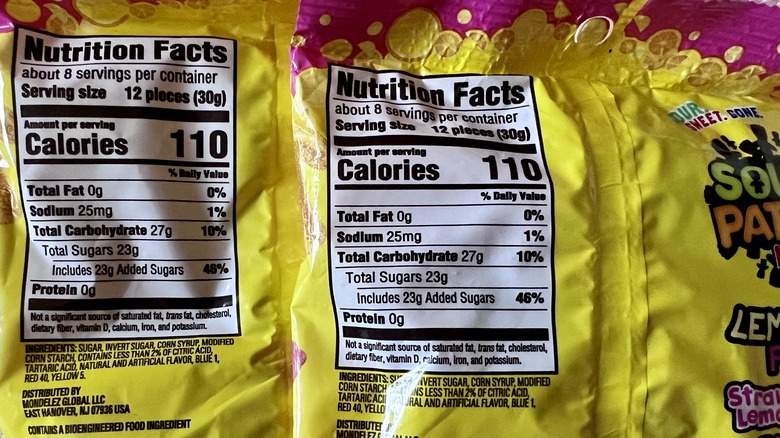 Nutrition Facts
about 8 servings per container
Serving size 12 pieces (30g)
Amount per serving
Calories 110
% Daily Value
Total Fat 0g 0%
Sodium 25mg 1%
Total Carbohydrate 27g 10%
Total Sugars 23g
Includes 23g Added Sugars 46%
Protein 0g
Not a significant source of saturated fat, trans fat, cholesterol,
dietary fiber, vitamin D, calcium, iron, and potassium.
INGREDIENTS: SUGAR, INVERT SUGAR, CORN SYRUP, MODIFIED
CORN STARCH, CONTAINS LESS THAN 2% OF CITRIC ACID,
TARTARIC ACID, NATURAL AND ARTIFICIAL FLAVOR, BLUE 1,
RED 40, YELLOW 5.
DISTRIBUTED BY
MONDELEZ GLOBAL LLC
EAST HANOVER, NJ 07936 USA
CONTAINS A BIOENGINEERED FOOD INGREDIENT
Nutrition Facts
about 8 servings per container
Serving size 12 pieces (30g)
Amount per serving
Calories 110
% Daily Value
Total Fat 0g 0%
Sodium 25mg 1%
Total Carbohydrate 27g 10%
Total Sugars 23g
Includes 23g Added Sugars 46%
Protein 0g
Not a significant source of saturated fat, trans fat, cholesterol,
dietary fiber, vitamin D, calcium, iron, and potassium.
INGREDIENTS: INVERT SUGAR, CORN SYRUP, MODIFIED
CORN STARCH, LESS THAN 2% OF CITRIC ACID,
TARTARIC AND ARTIFICIAL FLAVOR, BLUE 1,
RED 40,
DISTRIBUTED
MONDELEZ
SWEET. GONE.